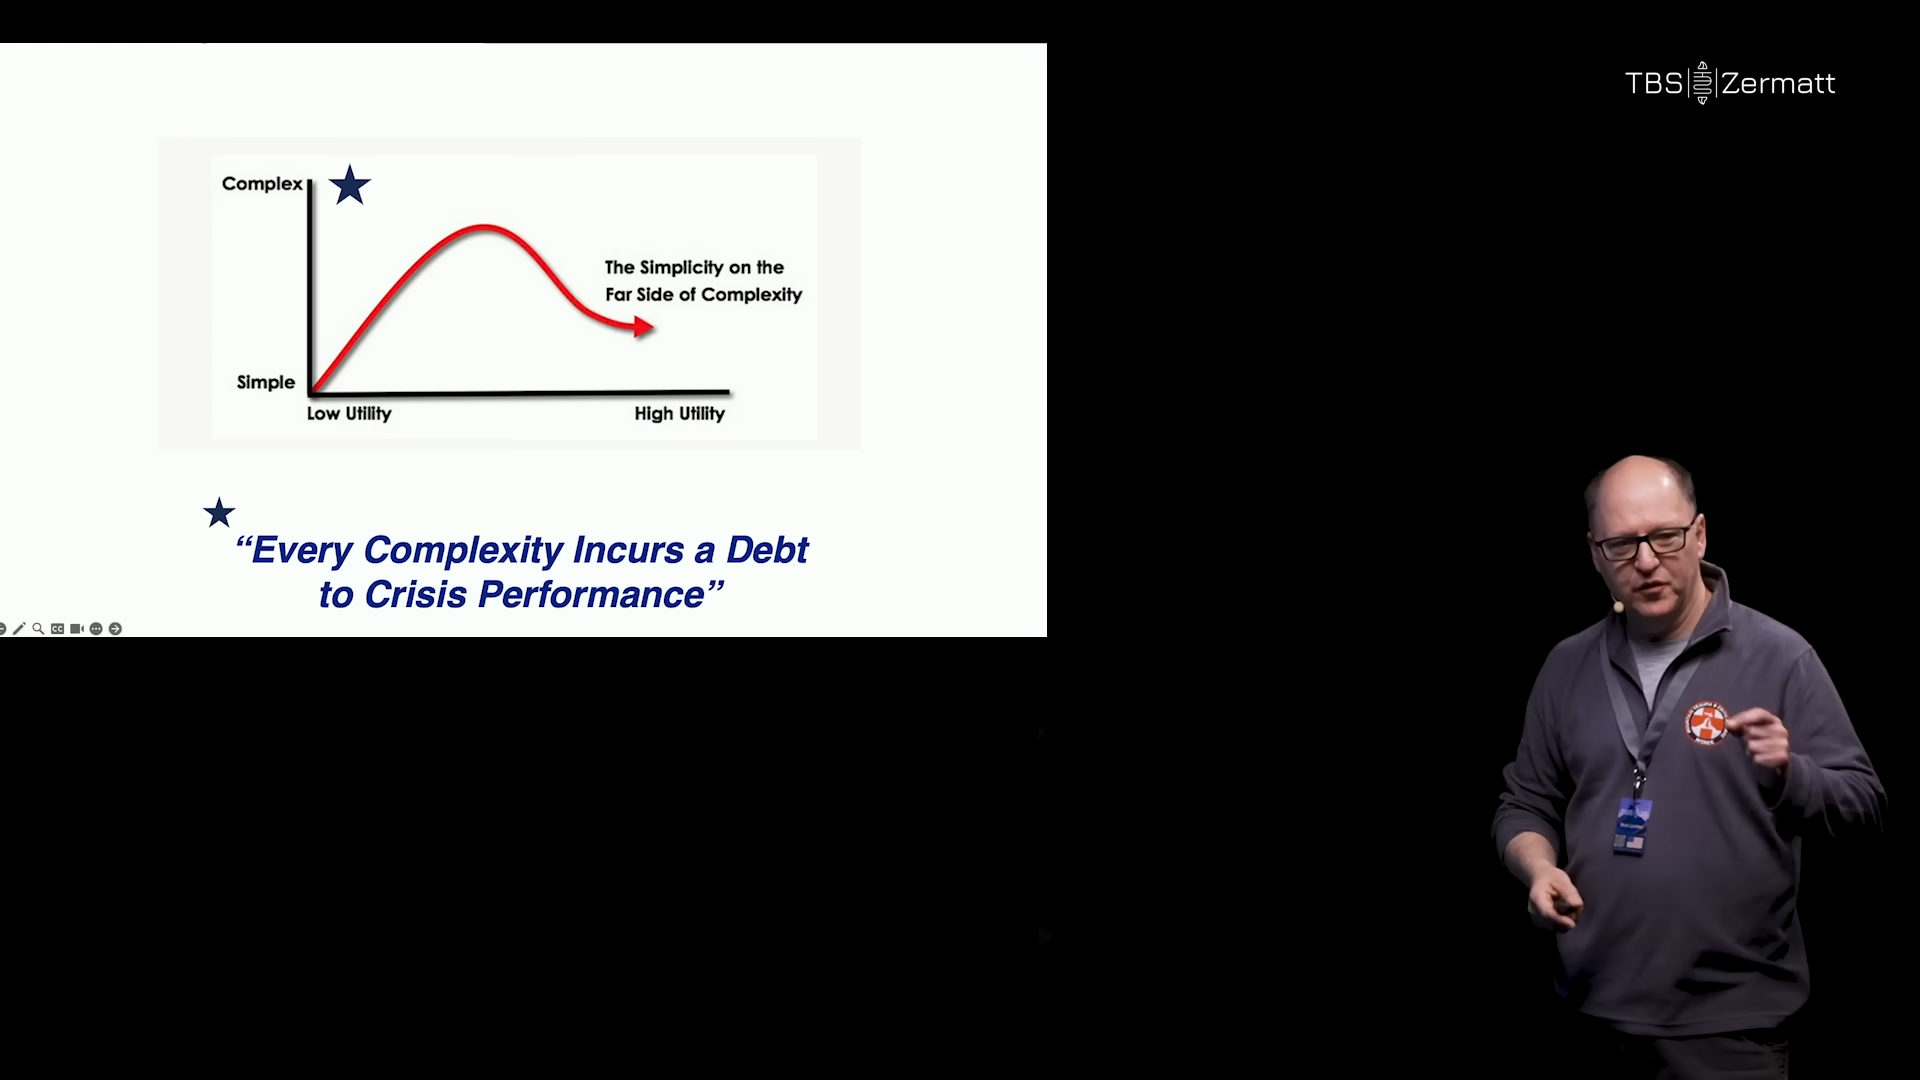 TBS Zermatt
Complex
The Simplicity on the
Far Side of Complexity
Simple
Low Utility
High Utility
“Every Complexity Incurs a Debt
to Crisis Performance”
CC